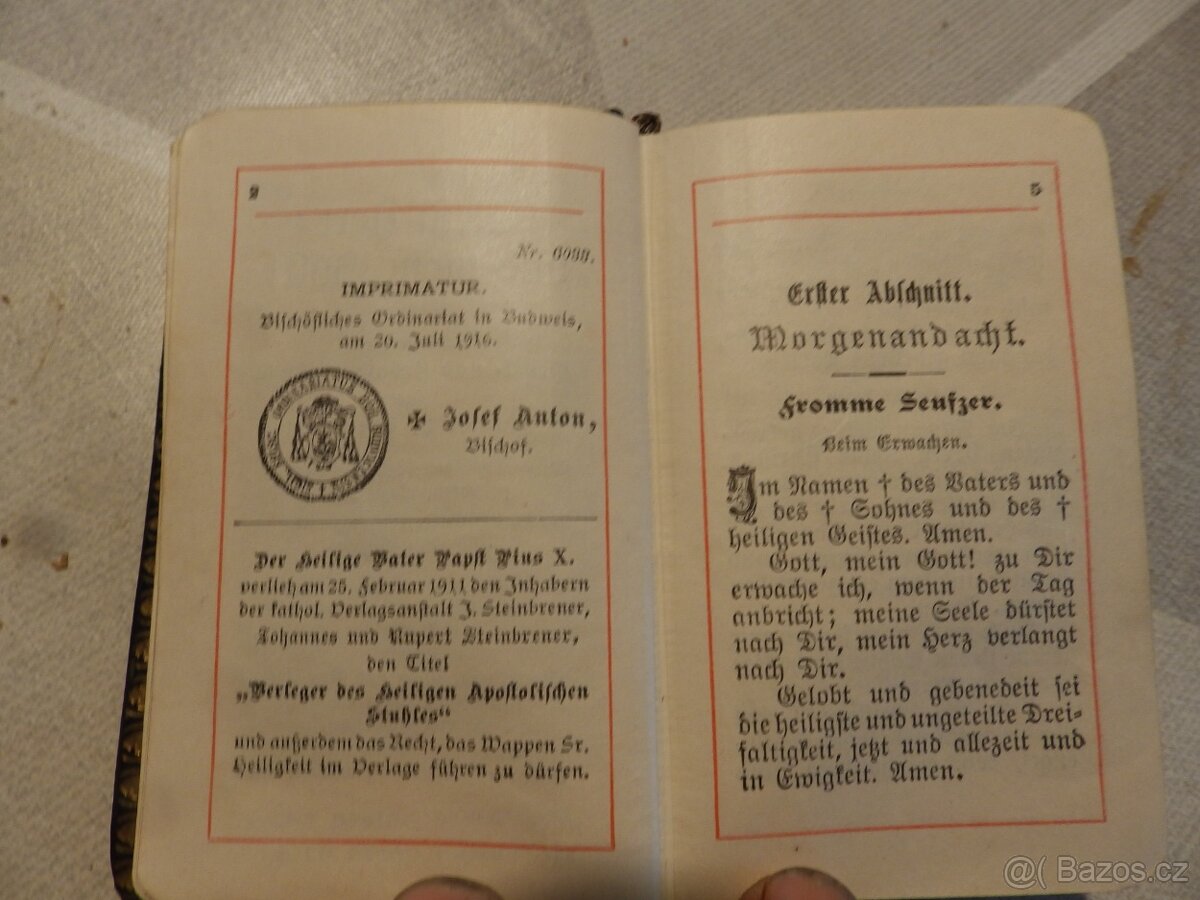 2
Nr. 6088.
IMPRIMATUR.
Bischöfliches Ordinariat in Budweis,
am 20. Juli 1916.
✠ Josef Anton,
Bischof.
Der Heilige Vater Papst Pius X.
verlieh am 25. Februar 1911 den Inhabern
der kathol. Verlagsanstalt J. Steinbrener,
Johannes und Rupert Steinbrener,
den Titel
„Verleger des Heiligen Apostolischen
Stuhles“
und außerdem das Recht, das Wappen Sr.
Heiligkeit im Verlage führen zu dürfen.
5
Erster Abschnitt.
Morgenandacht.
Fromme Seufzer.
Beim Erwachen.
Im Namen † des Vaters und
des † Sohnes und des †
heiligen Geistes. Amen.
Gott, mein Gott! zu Dir
erwache ich, wenn der Tag
anbricht; meine Seele dürstet
nach Dir, mein Herz verlangt
nach Dir.
Gelobt und gebenedeit sei
die heiligste und ungeteilte Drei-
faltigkeit, jetzt und allezeit und
in Ewigkeit. Amen.
Bazos.cz